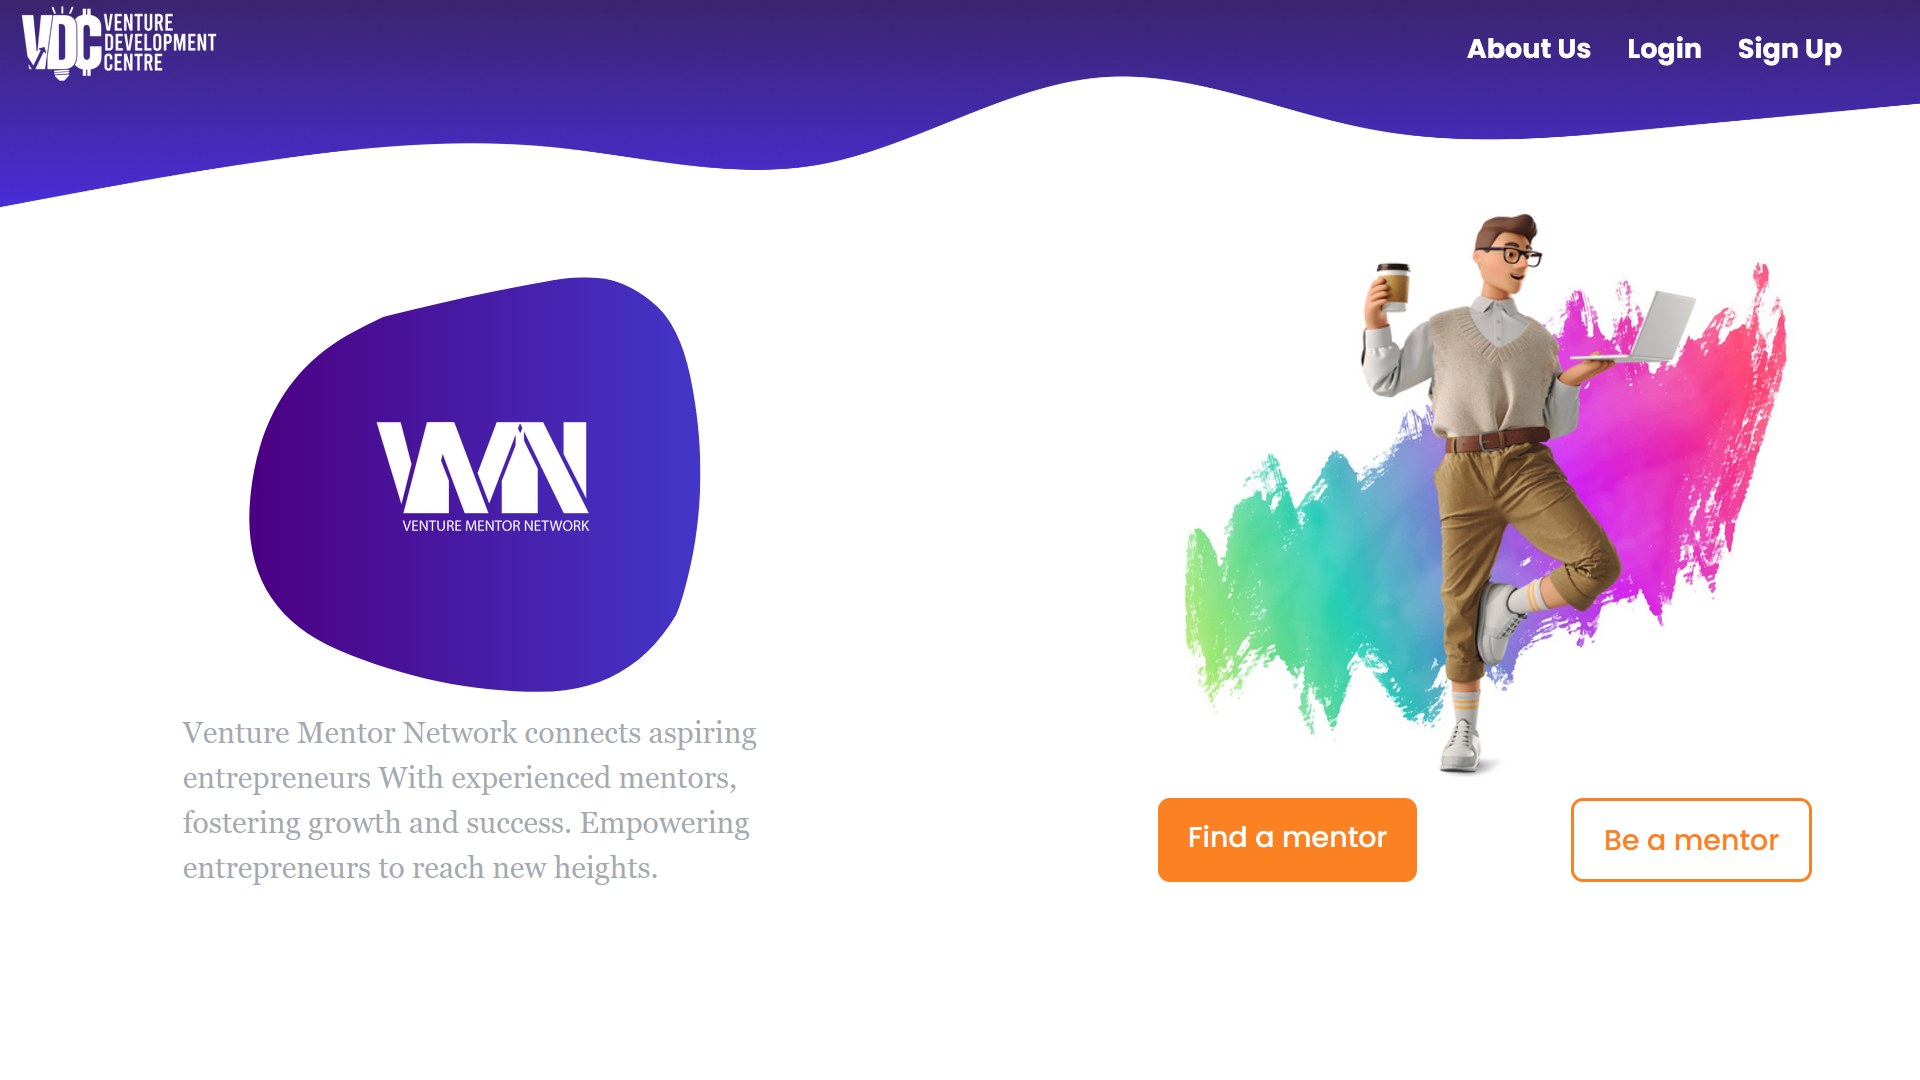 VDC
VENTURE
DEVELOPMENT
CENTRE
About Us
Login
Sign Up
VMN
VENTURE MENTOR NETWORK
Venture Mentor Network connects aspiring
entrepreneurs With experienced mentors,
fostering growth and success. Empowering
entrepreneurs to reach new heights.
Find a mentor
Be a mentor